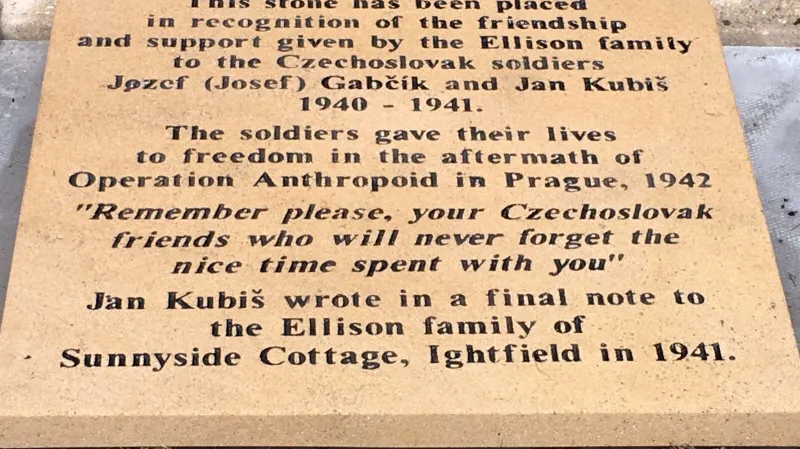 This stone has been placed
in recognition of the friendship
and support given by the Ellison family
to the Czechoslovak soldiers
Jozef (Josef) Gabčík and Jan Kubiš
1940 - 1941.
The soldiers gave their lives
to freedom in the aftermath of
Operation Anthropoid in Prague, 1942
"Remember please, your Czechoslovak
friends who will never forget the
nice time spent with you"
Jan Kubiš wrote in a final note to
the Ellison family of
Sunnyside Cottage, Ightfield in 1941.